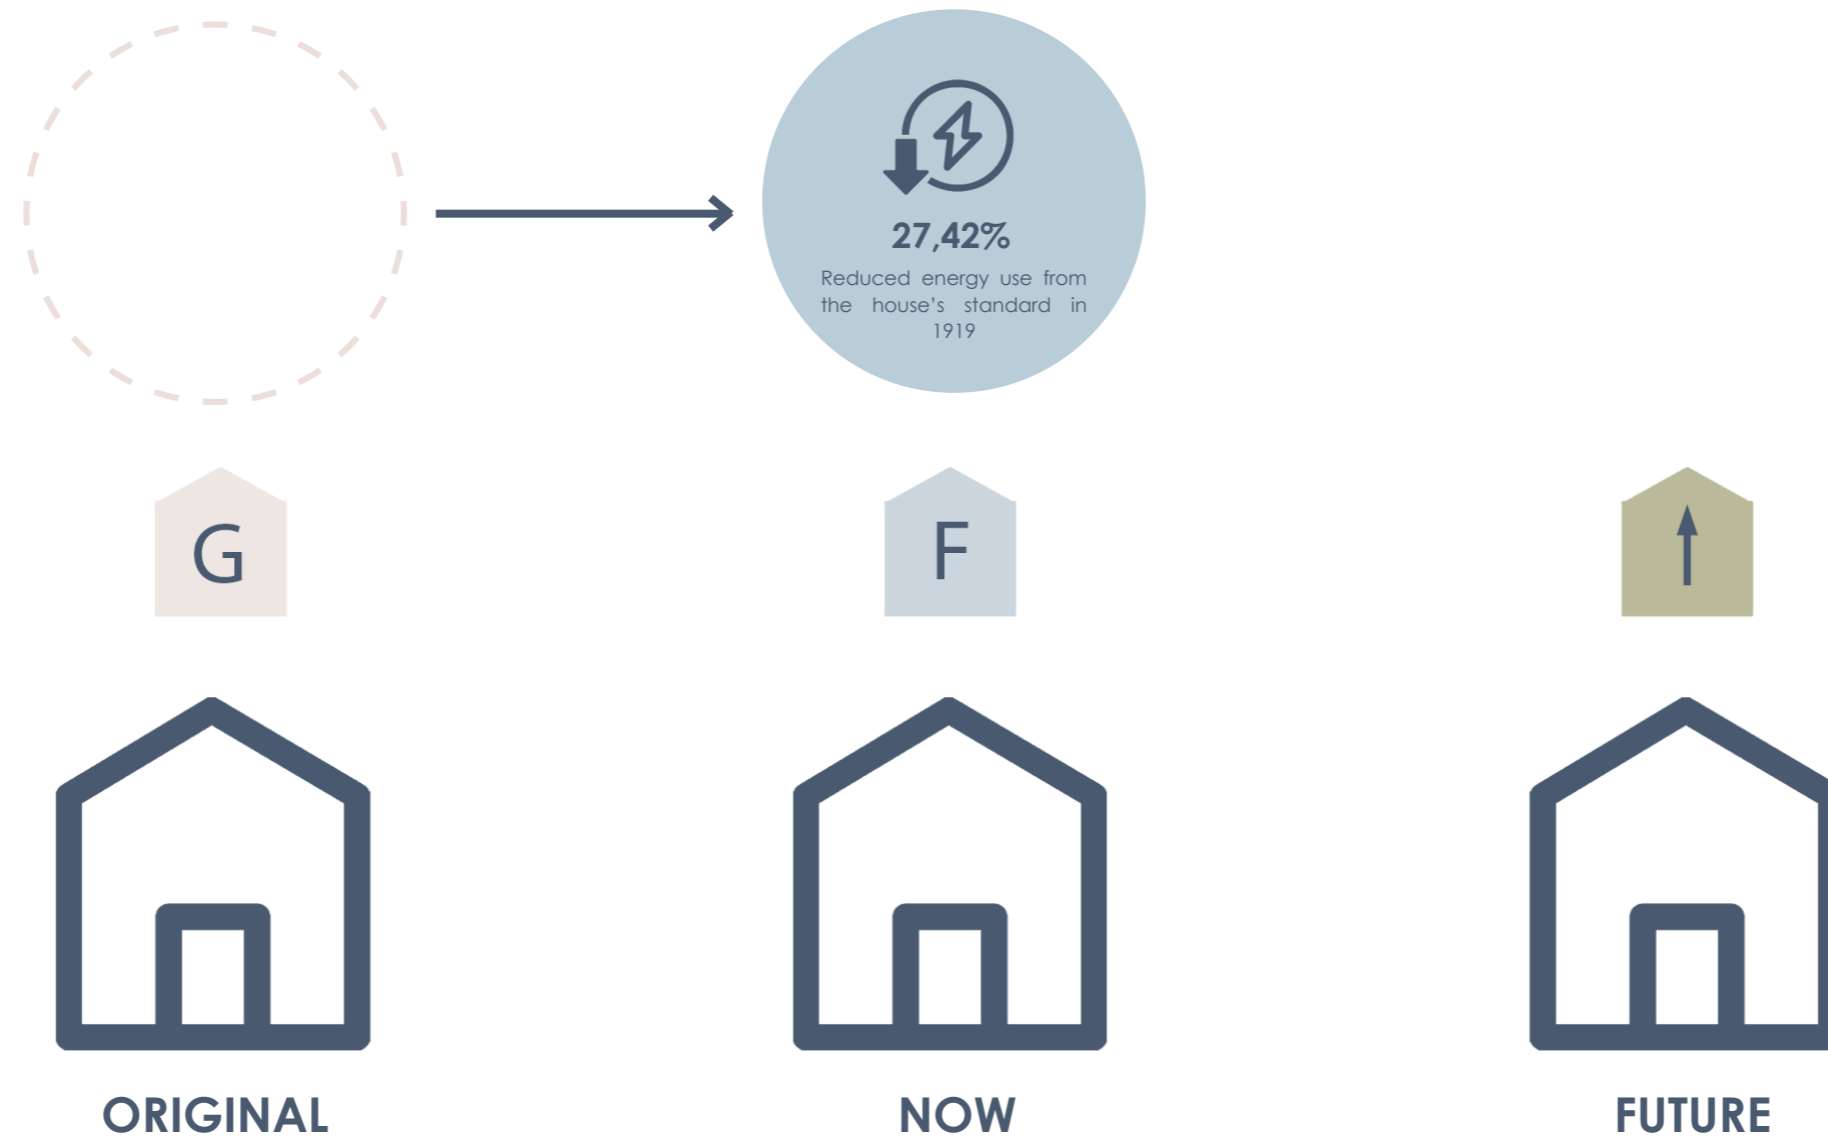 27,42%
Reduced energy use from
the house's standard in
1919
G
F
ORIGINAL
NOW
FUTURE